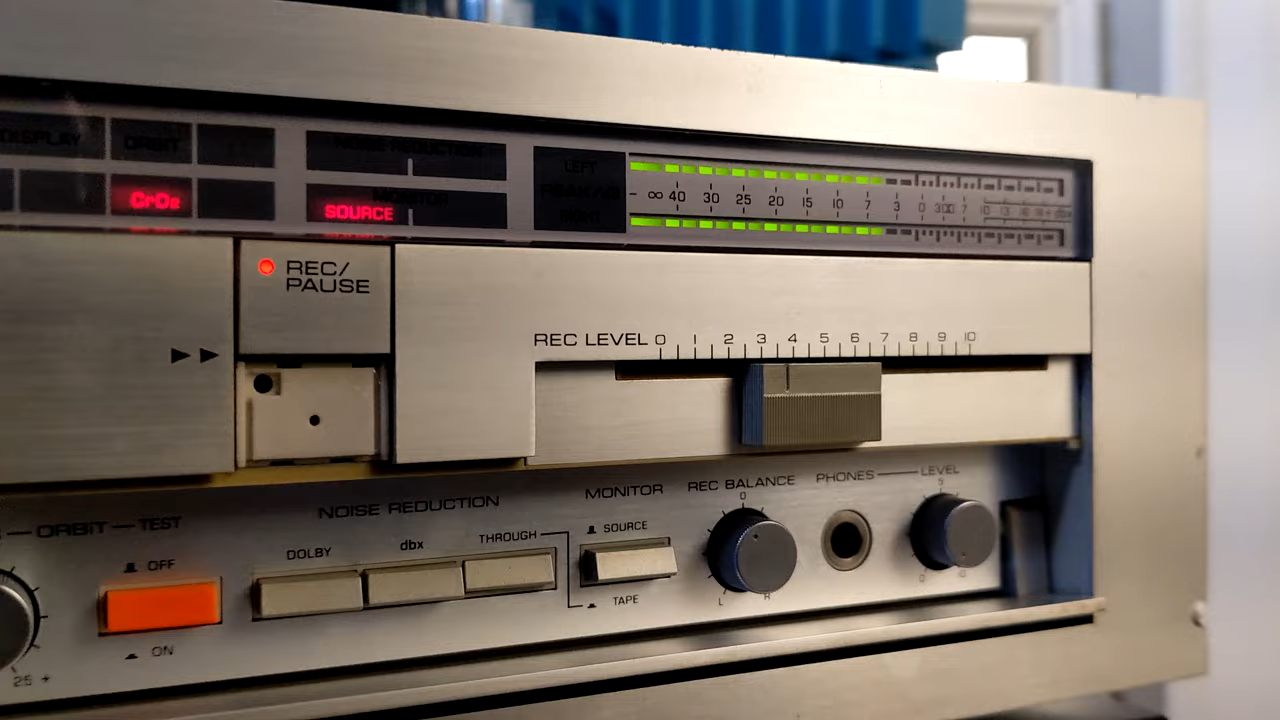 DISPLAY ORBIT NOISE REDUCTION LEFT
CrO₂ SOURCE MONITOR
− ∞ 40 30 25 20 15 10 7 3 0
RIGHT
REC/
PAUSE
REC LEVEL 0 1 2 3 4 5 6 7 8 9 10
ORBIT TEST
OFF
ON
25
NOISE REDUCTION
DOLBY dbx THROUGH
MONITOR
SOURCE
TAPE
REC BALANCE
0
L R
PHONES LEVEL
5
0